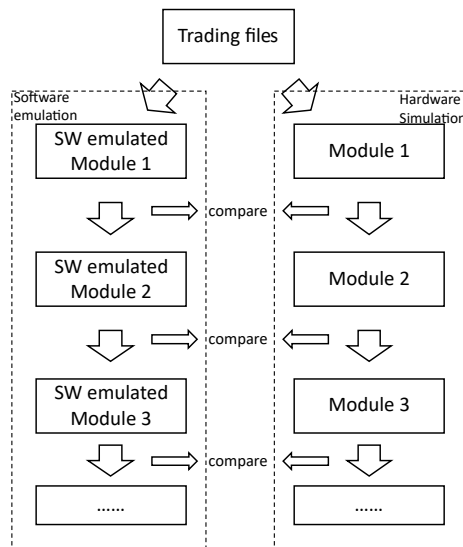 Trading files
Software
emulation
Hardware
Simulation
SW emulated
Module 1
Module 1
compare
SW emulated
Module 2
Module 2
compare
SW emulated
Module 3
Module 3
compare
......
......